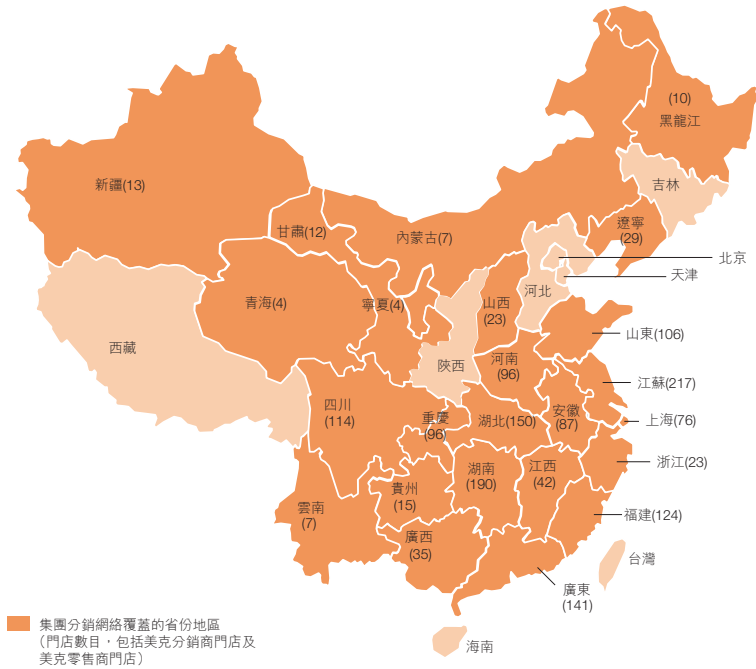 (10)
黑龍江
吉林
新疆(13)
遼寧
(29)
甘肅(12)
內蒙古(7)
北京
天津
河北
青海(4)
寧夏(4)
山西
(23)
山東(106)
西藏
陝西
河南
(96)
江蘇(217)
四川
(114)
重慶
(96)
湖北(150)
安徽
(87)
上海(76)
浙江(23)
湖南
(190)
江西
(42)
貴州
(15)
雲南
(7)
福建(124)
廣西
(35)
台灣
廣東
(141)
海南
集團分銷網絡覆蓋的省份地區
（門店數目，包括美克分銷商門店及
美克零售商門店）